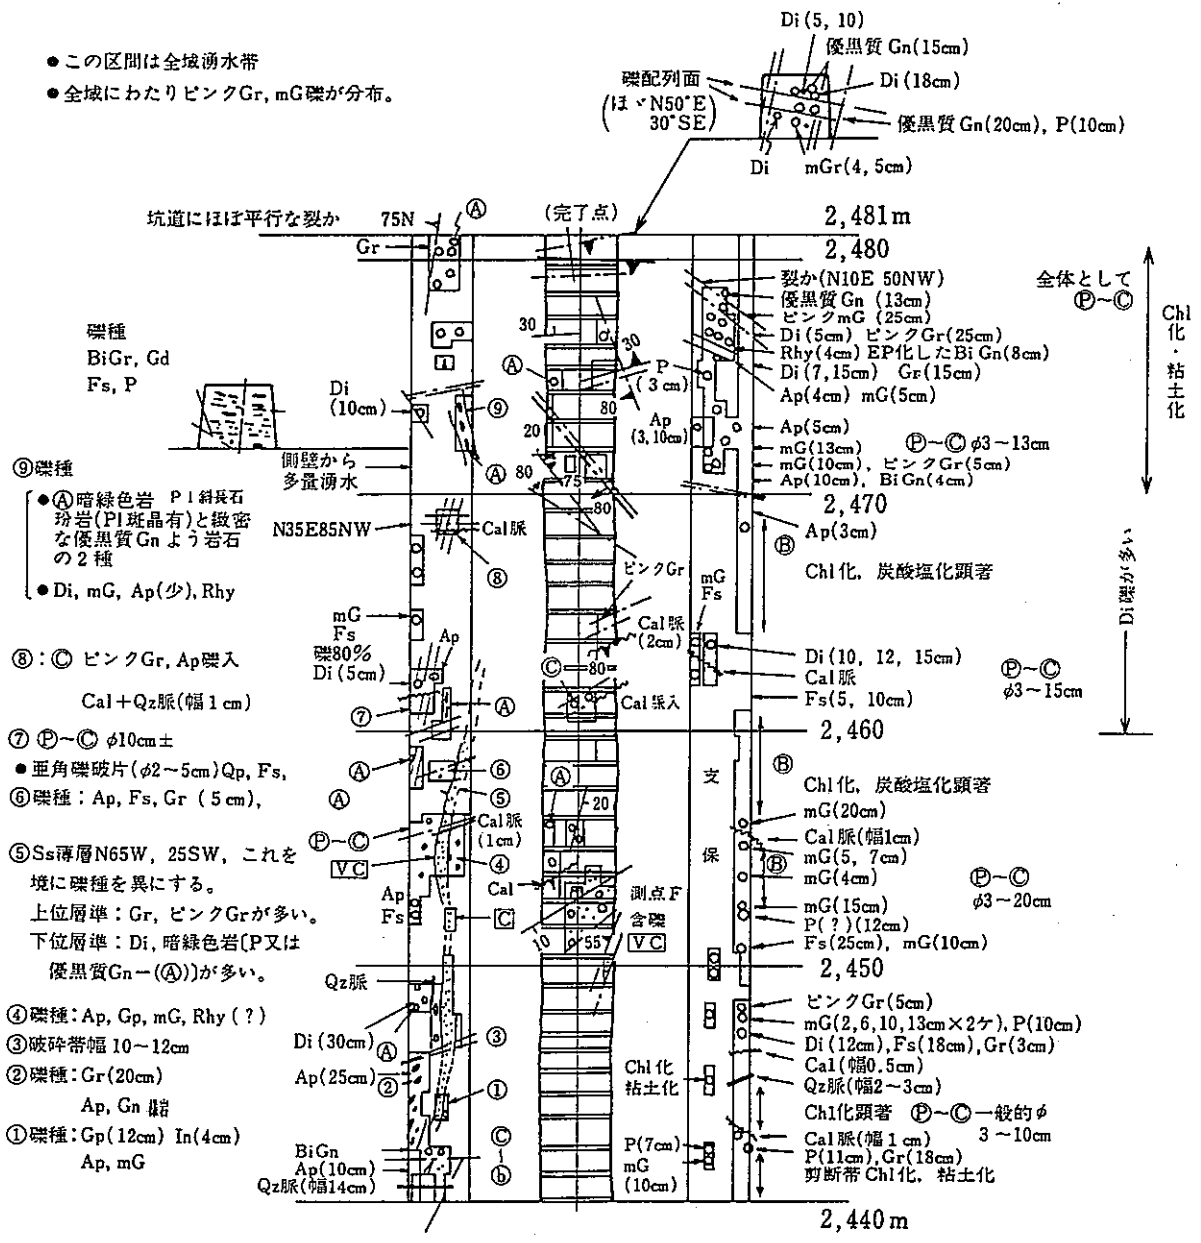 ● この区間は全域湧水帯
● 全域にわたりピンクGr, mG礫が分布。
Di(5, 10)
優黒質Gn(15cm)
Di(18cm)
礫配列面
(ほゞN50°E
30°SE)
優黒質Gn(20cm), P(10cm)
Di
mGr(4, 5cm)
坑道にほぼ平行な裂か
75N
Ⓐ
(完了点)
2,481m
Gr
2,480
裂か(N10E 50NW)
優黒質Gn (13cm)
ピンクmG (25cm)
Di(5cm) ピンクGr(25cm)
Rhy(4cm) EP化したBiGn(8cm)
Di(7,15cm) Gr(15cm)
Ap(4cm) mG(5cm)
全体として
Ⓟ~Ⓒ
Chl化・粘土化
礫種
BiGr, Gd
Fs, P
30
30
Ⓐ
P
(3cm)
80
Di
(10cm)
⑨
20
Ap
(3,10cm)
Ap(5cm)
mG(13cm)
Ⓟ~Ⓒ φ3~13cm
mG(10cm), ピンクGr(5cm)
Ap(10cm), BiGn(4cm)
側壁から
多量湧水
Ⓐ
80
75
80
2,470
⑨礫種
●Ⓐ暗緑色岩 Pl斜長石
玢岩(Pl斑晶有)と緻密
な優黒質Gnよう岩石
の2種
● Di, mG, Ap(少), Rhy
N35E85NW
Cal脈
⑧
Ap(3cm)
Ⓑ
Chl化, 炭酸塩化顕著
Di礫が多い
ピンクGr
mG
Fs
mG
Fs
Ap
礫80%
Di(5cm)
Cal脈
(2cm)
Di(10, 12, 15cm)
Cal脈
Fs(5, 10cm)
Ⓟ~Ⓒ
φ3~15cm
⑧:Ⓒ ピンクGr, Ap礫入
Cal+Qz脈(幅1cm)
Ⓒ
80
Cal脈入
Ⓐ
⑦
2,460
⑦ Ⓟ~Ⓒ φ10cm±
● 亜角礫破片(φ2~5cm)Qp, Fs,
⑥礫種:Ap, Fs, Gr (5cm),
Ⓐ
Ⓐ
⑥
⑤
Ⓐ
20
支
保
Ⓑ
Chl化, 炭酸塩化顕著
mG(20cm)
Cal脈(幅1cm)
mG(5, 7cm)
Ⓑ
mG(4cm)
mG(15cm)
P(?)(12cm)
Fs(25cm), mG(10cm)
Ⓟ~Ⓒ
φ3~20cm
Ⓟ~Ⓒ
Cal脈
(1cm)
VC
④
⑤Ss薄層N65W, 25SW, これを
境に礫種を異にする。
上位層準:Gr, ピンクGrが多い。
下位層準:Di, 暗緑色岩〔P又は
優黒質Gn-(Ⓐ)〕が多い。
Ap
Fs
C
Cal
測点F
含礫
VC
10
55
2,450
Qz脈
④礫種:Ap, Gp, mG, Rhy (?)
③破砕帯幅10~12cm
②礫種:Gr(20cm)
Ap, Gn
①礫種:Gp(12cm) In(4cm)
Ap, mG
Di(30cm)
Ⓐ
③
Ap(25cm)
②
①
BiGn
Ap(10cm)
Qz脈(幅14cm)
Ⓒ
~
ⓑ
Chl化
粘土化
P(7cm)
mG
(10cm)
ピンクGr(5cm)
mG(2,6,10,13cm×2ケ), P(10cm)
Di(12cm), Fs(18cm), Gr(3cm)
Cal(幅0.5cm)
Qz脈(幅2~3cm)
Chl化顕著 Ⓟ~Ⓒ 一般的φ
3~10cm
Cal脈(幅1cm)
P(11cm), Gr(18cm)
剪断帯Chl化, 粘土化
2,440m